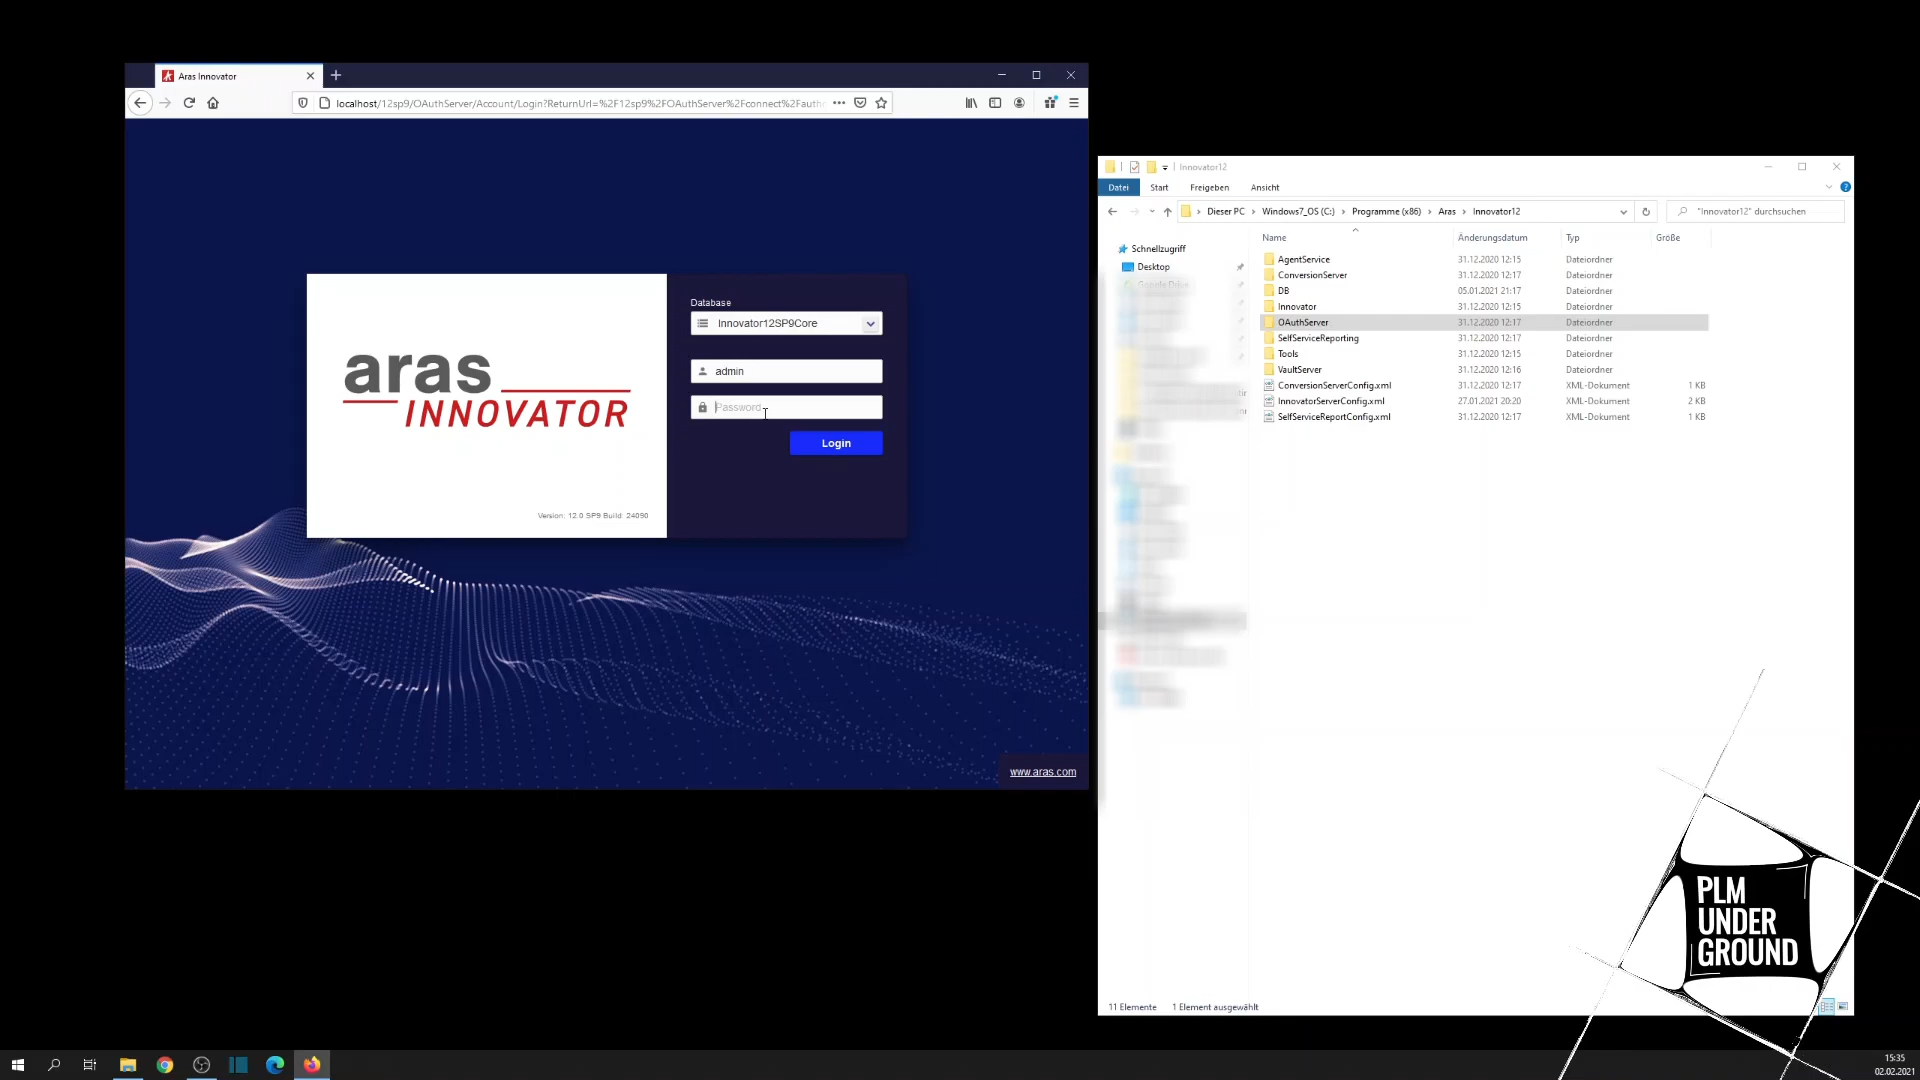 Aras Innovator
localhost/12sp9/OAuthServer/Account/Login?ReturnUrl=%2F12sp9%2FOAuthServer%2Fconnect%2Fauthr
aras
INNOVATOR
Version: 12.0 SP9 Build: 24090
Database
Innovator12SP9Core
admin
Password
Login
www.aras.com
Innovator12
Datei Start Freigeben Ansicht
Dieser PC > Windows7_OS (C:) > Programme (x86) > Aras > Innovator12
"Innovator12" durchsuchen
Schnellzugriff
Desktop
Google Drive
Name Änderungsdatum Typ Größe
AgentService 31.12.2020 12:15 Dateiordner
ConversionServer 31.12.2020 12:17 Dateiordner
DB 05.01.2021 21:17 Dateiordner
Innovator 31.12.2020 12:15 Dateiordner
OAuthServer 31.12.2020 12:17 Dateiordner
SelfServiceReporting 31.12.2020 12:17 Dateiordner
Tools 31.12.2020 12:15 Dateiordner
VaultServer 31.12.2020 12:16 Dateiordner
ConversionServerConfig.xml 31.12.2020 12:17 XML-Dokument 1 KB
InnovatorServerConfig.xml 27.01.2021 20:20 XML-Dokument 2 KB
SelfServiceReportConfig.xml 31.12.2020 12:17 XML-Dokument 1 KB
11 Elemente 1 Element ausgewählt
PLM
UNDER
GROUND
15:35
02.02.2021